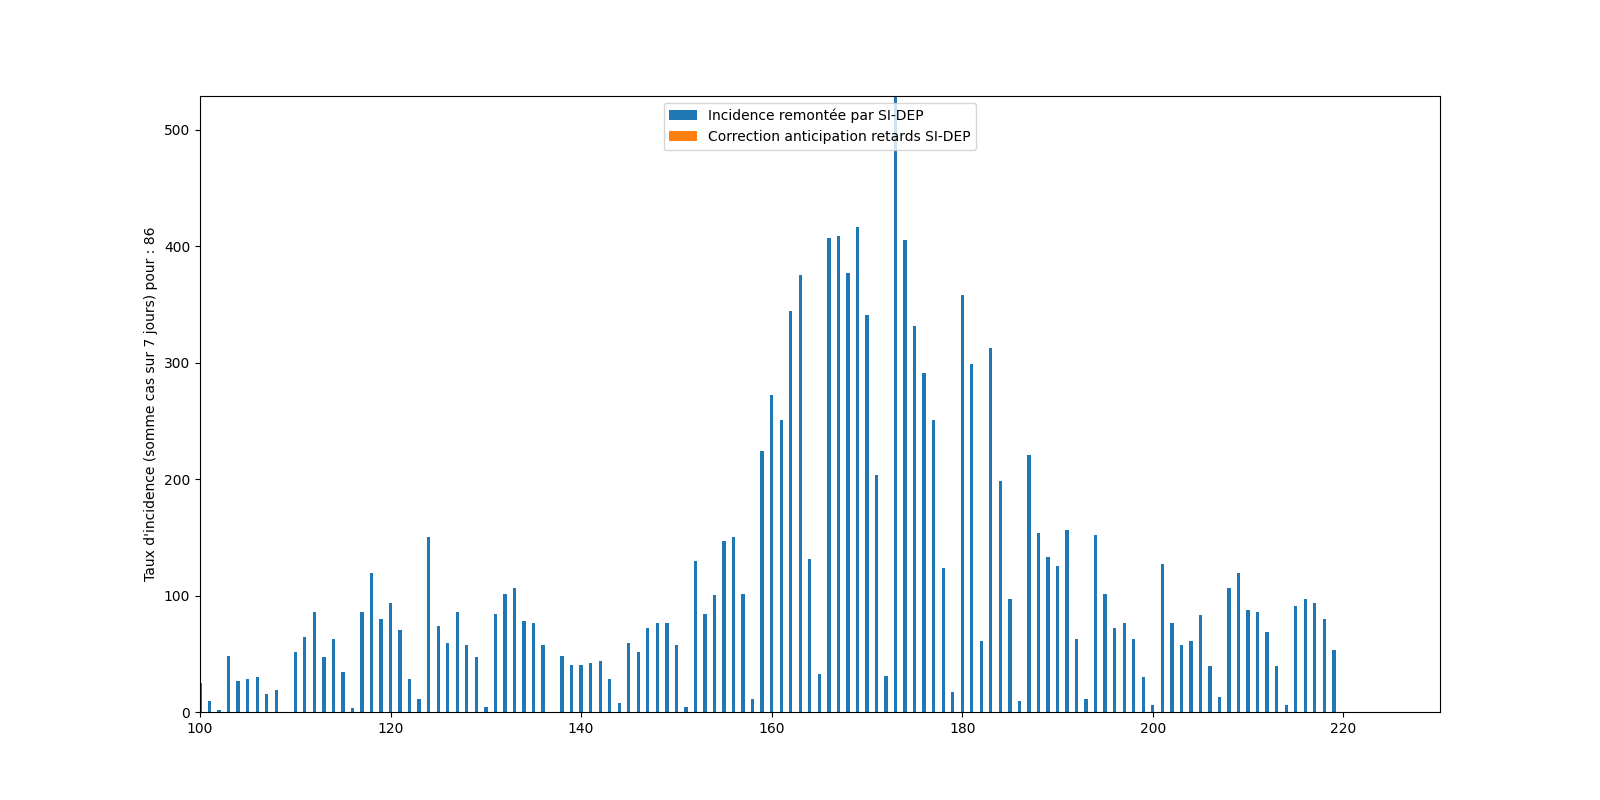 Incidence remontée par SI-DEP
Correction anticipation retards SI-DEP
Taux d'incidence (somme cas sur 7 jours) pour : 86
500
400
300
200
100
0
100 120 140 160 180 200 220